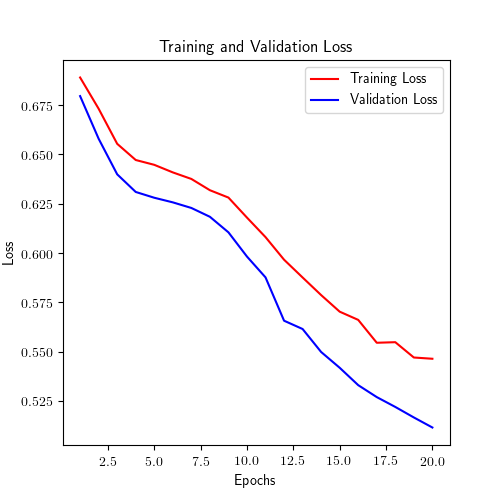 Training and Validation Loss
Training Loss
Validation Loss
Loss
0.675
0.650
0.625
0.600
0.575
0.550
0.525
2.5 5.0 7.5 10.0 12.5 15.0 17.5 20.0
Epochs